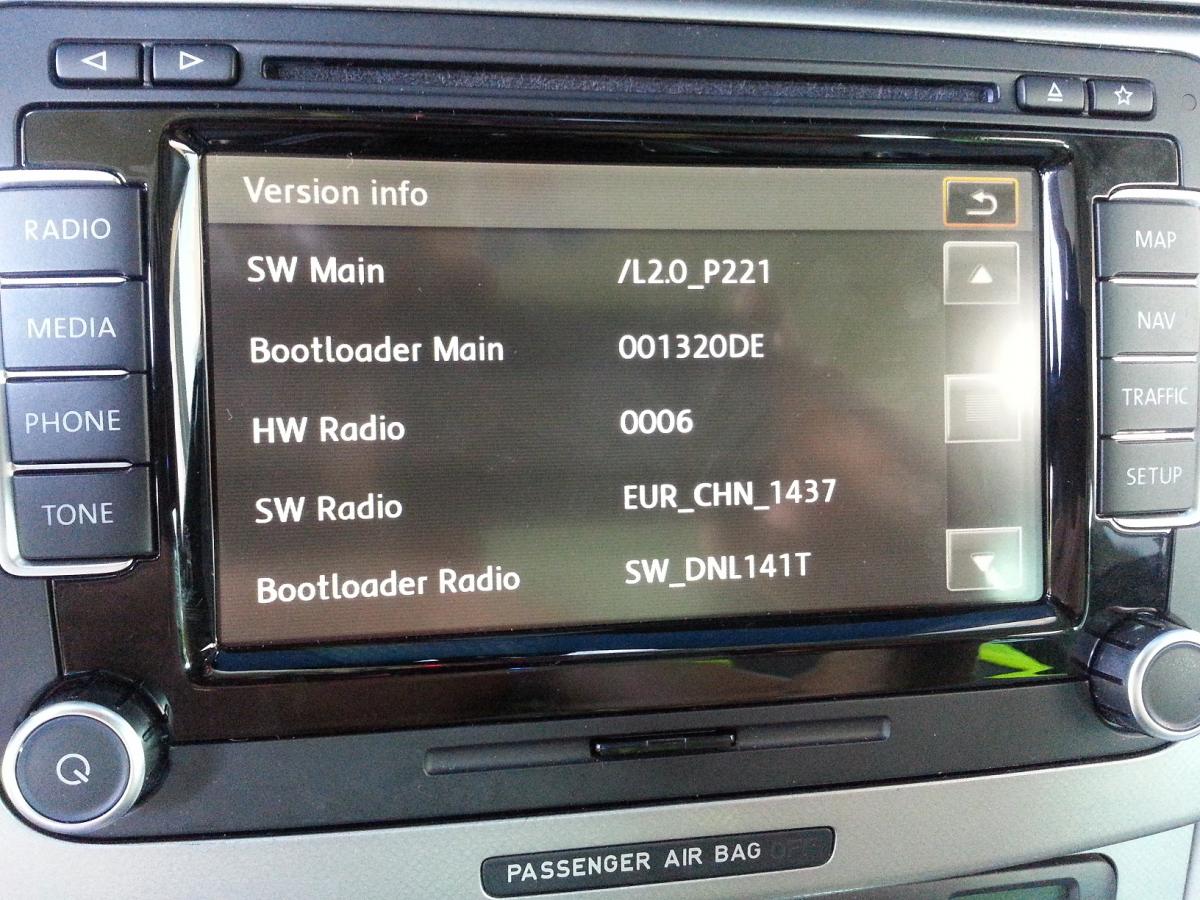 Version info
SW Main /L2.0_P221
Bootloader Main 001320DE
HW Radio 0006
SW Radio EUR_CHN_1437
Bootloader Radio SW_DNL141T
RADIO
MEDIA
PHONE
TONE
MAP
NAV
TRAFFIC
SETUP
PASSENGER AIR BAG OFF